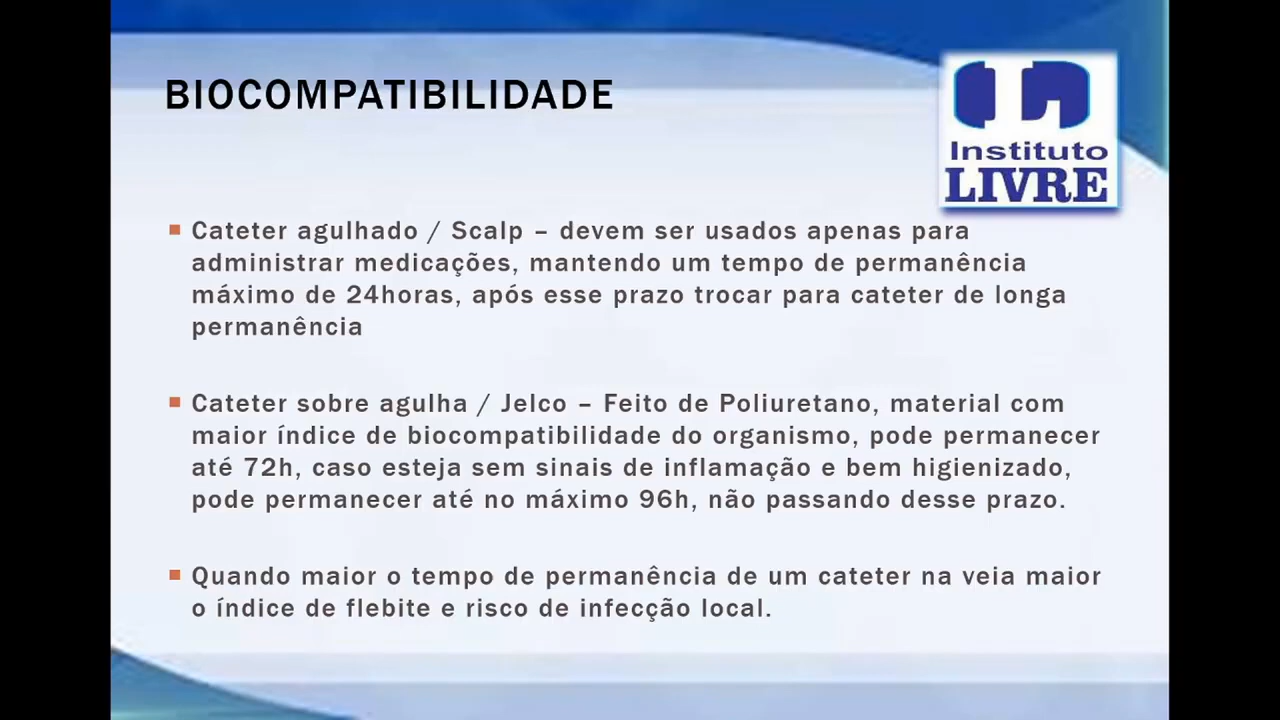 BIOCOMPATIBILIDADE
Instituto
LIVRE
▪ Cateter agulhado / Scalp – devem ser usados apenas para
administrar medicações, mantendo um tempo de permanência
máximo de 24horas, após esse prazo trocar para cateter de longa
permanência
▪ Cateter sobre agulha / Jelco – Feito de Poliuretano, material com
maior índice de biocompatibilidade do organismo, pode permanecer
até 72h, caso esteja sem sinais de inflamação e bem higienizado,
pode permanecer até no máximo 96h, não passando desse prazo.
▪ Quando maior o tempo de permanência de um cateter na veia maior
o índice de flebite e risco de infecção local.